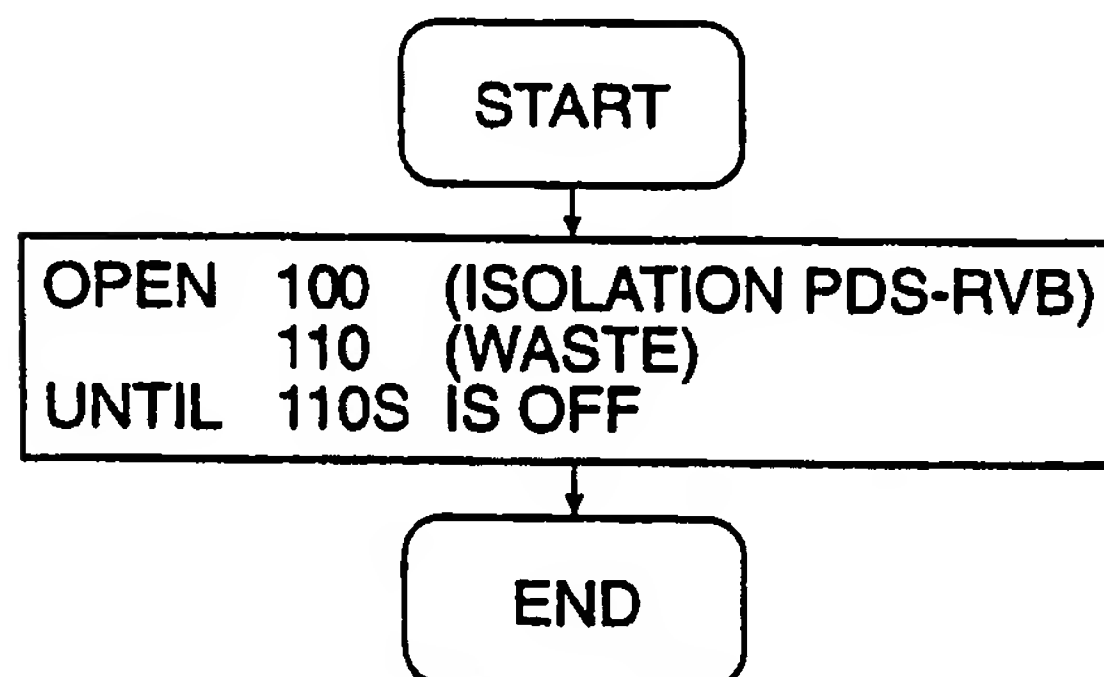 START
OPEN 100 (ISOLATION PDS-RVB)
110 (WASTE)
UNTIL 110S IS OFF
END